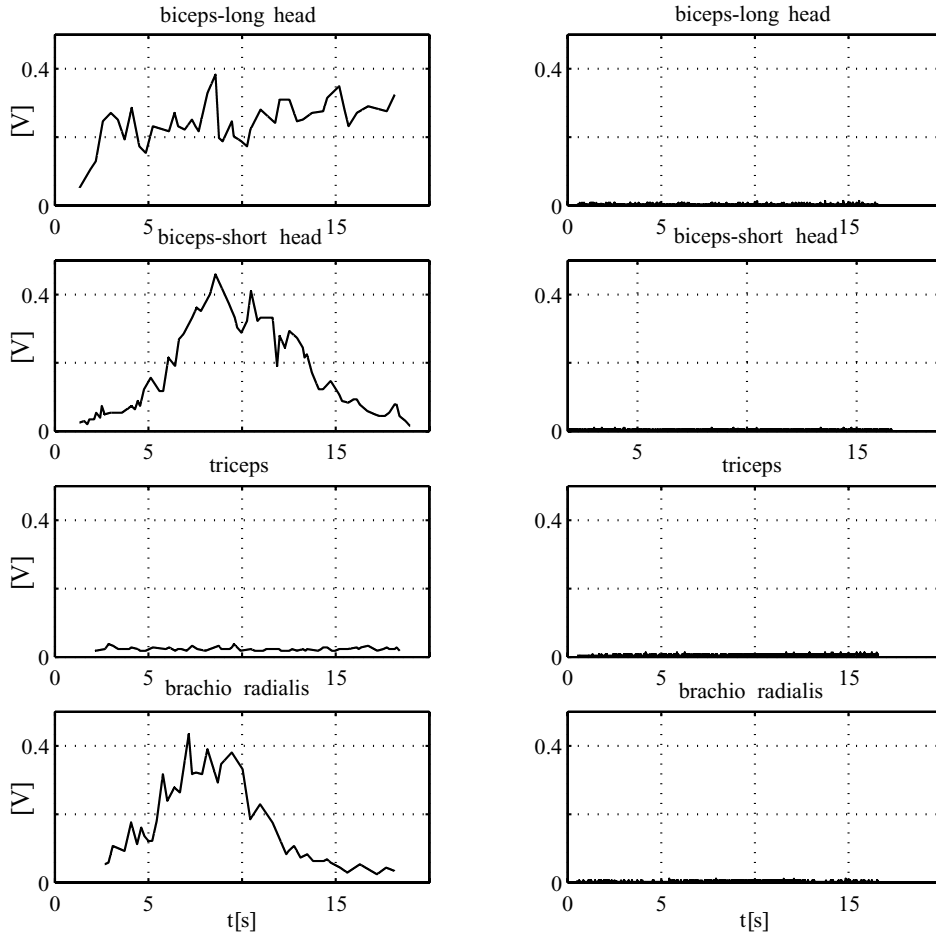 biceps-long head biceps-long head
0.4 0.4
[V]
0 0
0 5 15 0 5 15
biceps-short head biceps-short head
0.4 0.4
[V]
0 0
0 5 15 5 15
triceps triceps
0.4 0.4
[V]
0 0
0 5 15 0 5 15
brachio radialis brachio radialis
0.4 0.4
[V]
0 0
0 5 15 0 5 15
t[s] t[s]